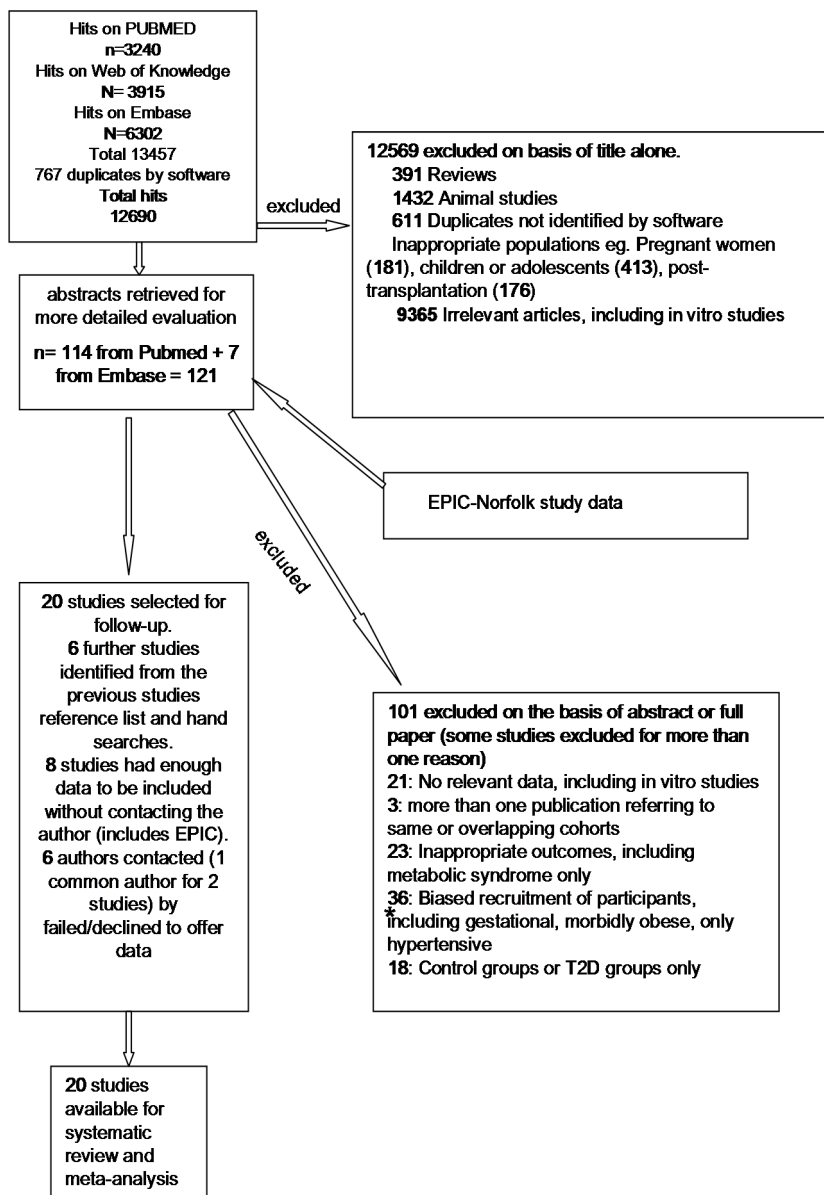 Hits on PUBMED
n=3240
Hits on Web of Knowledge
N= 3915
Hits on Embase
N=6302
Total 13457
767 duplicates by software
Total hits
12690
excluded
12569 excluded on basis of title alone.
391 Reviews
1432 Animal studies
611 Duplicates not identified by software
Inappropriate populations eg. Pregnant women
(181), children or adolescents (413), post-
transplantation (176)
9365 Irrelevant articles, including in vitro studies
abstracts retrieved for
more detailed evaluation
n= 114 from Pubmed + 7
from Embase = 121
EPIC-Norfolk study data
excluded
20 studies selected for
follow-up.
6 further studies
identified from the
previous studies
reference list and hand
searches.
8 studies had enough
data to be included
without contacting the
author (includes EPIC).
6 authors contacted (1
common author for 2
studies) by
failed/declined to offer
data
101 excluded on the basis of abstract or full
paper (some studies excluded for more than
one reason)
21: No relevant data, including in vitro studies
3: more than one publication referring to
same or overlapping cohorts
23: Inappropriate outcomes, including
metabolic syndrome only
36: Biased recruitment of participants,
*including gestational, morbidly obese, only
hypertensive
18: Control groups or T2D groups only
20 studies
available for
systematic
review and
meta-analysis